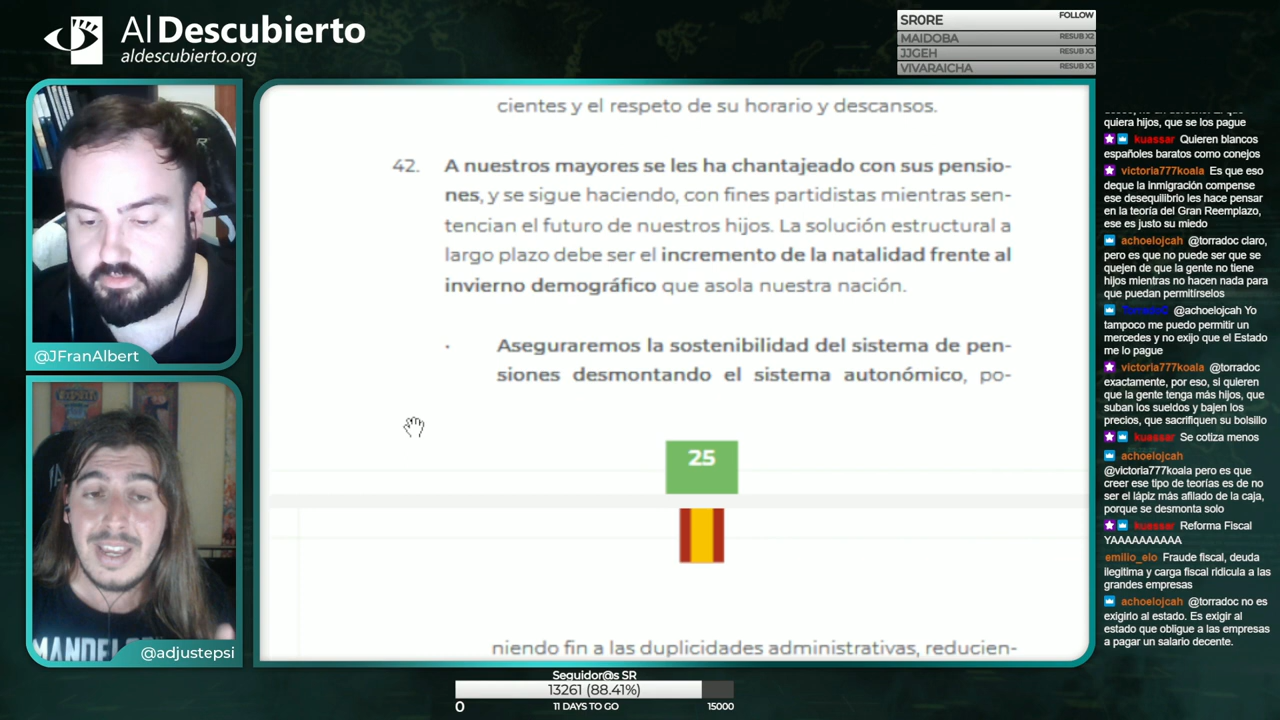 Al Descubierto
aldescubierto.org
SR0RE FOLLOW
MAIDOBA RESUB X2
JJGEH RESUB X3
VIVARAICHA RESUB X3
@JFranAlbert
@adjustepsi
cientes y el respeto de su horario y descansos.
42. A nuestros mayores se les ha chantajeado con sus pensio-
nes, y se sigue haciendo, con fines partidistas mientras sen-
tencian el futuro de nuestros hijos. La solución estructural a
largo plazo debe ser el incremento de la natalidad frente al
invierno demográfico que asola nuestra nación.
· Aseguraremos la sostenibilidad del sistema de pen-
siones desmontando el sistema autonómico, po-
25
niendo fin a las duplicidades administrativas, reducien-
quiera hijos, que se los pague
kuassar Quieren blancos
españoles baratos como conejos
victoria777koala Es que eso
deque la inmigración compense
ese desequilibrio les hace pensar
en la teoría del Gran Reemplazo,
ese es justo su miedo
achoelojcah @torradoc claro,
pero es que no puede ser que se
quejen de que la gente no tiene
hijos mientras no hacen nada para
que puedan permitírselos
@achoelojcah Yo
tampoco me puedo permitir un
mercedes y no exijo que el Estado
me lo pague
victoria777koala @torradoc
exactamente, por eso, si quieren
que la gente tenga más hijos, que
suban los sueldos y bajen los
precios, que sacrifiquen su bolsillo
kuassar Se cotiza menos
achoelojcah
@victoria777koala pero es que
creer ese tipo de teorías es de no
ser el lápiz más afilado de la caja,
porque se desmonta solo
kuassar Reforma Fiscal
YAAAAAAAAAA
emilio_elo Fraude fiscal, deuda
ilegitima y carga fiscal ridicula a las
grandes empresas
achoelojcah @torradoc no es
exigirlo al estado. Es exigir al
estado que obligue a las empresas
a pagar un salario decente.
Seguidor@s SR
13261 (88.41%)
0 11 DAYS TO GO 15000